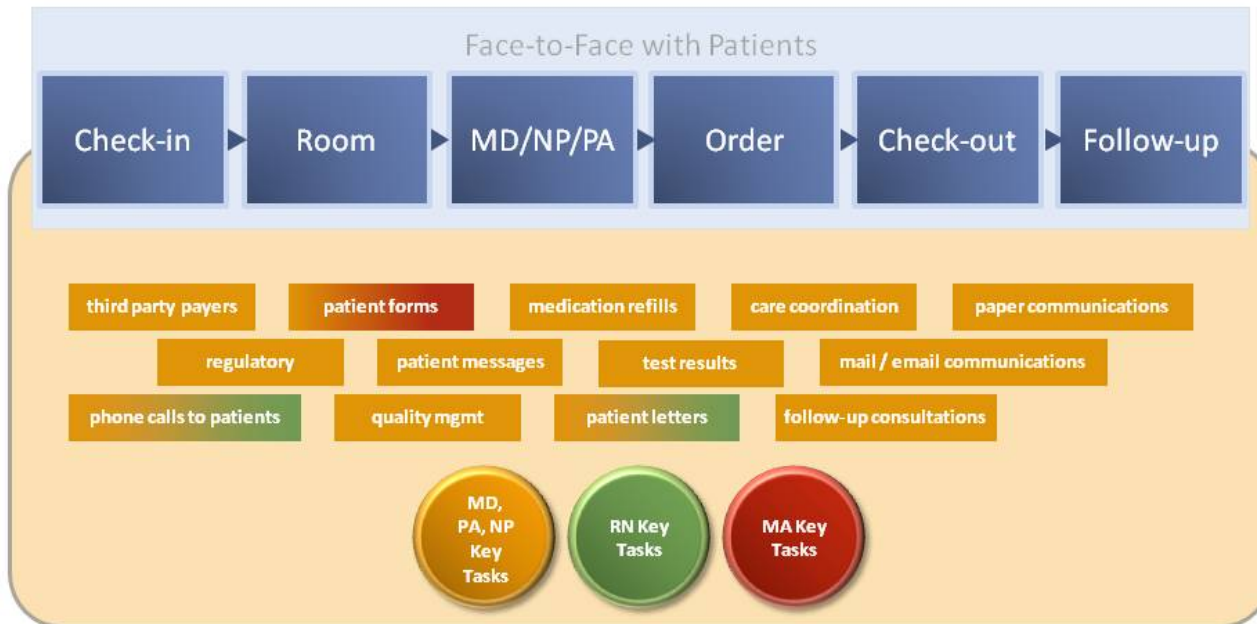 Face-to-Face with Patients
Check-in
Room
MD/NP/PA
Order
Check-out
Follow-up
third party payers
patient forms
medication refills
care coordination
paper communications
regulatory
patient messages
test results
mail / email communications
phone calls to patients
quality mgmt
patient letters
follow-up consultations
MD,
PA, NP
Key
Tasks
RN Key
Tasks
MA Key
Tasks